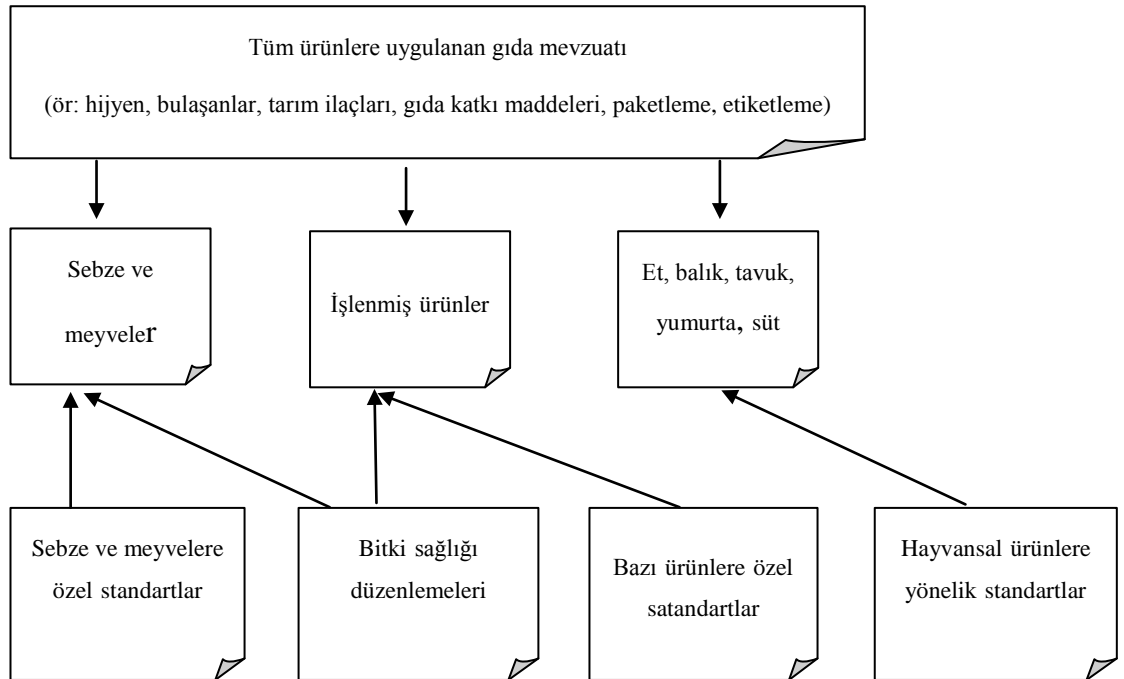 Tüm ürünlere uygulanan gıda mevzuatı
(ör: hijyen, bulaşanlar, tarım ilaçları, gıda katkı maddeleri, paketleme, etiketleme)
Sebze ve
meyveler
İşlenmiş ürünler
Et, balık, tavuk,
yumurta, süt
Sebze ve meyvelere
özel standartlar
Bitki sağlığı
düzenlemeleri
Bazı ürünlere özel
satandartlar
Hayvansal ürünlere
yönelik standartlar